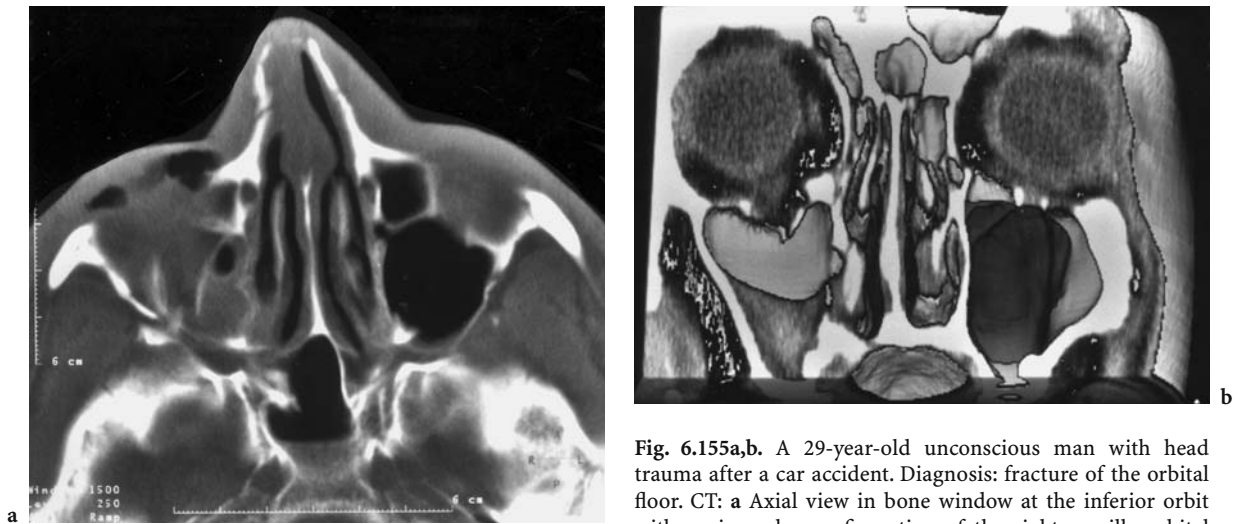 6 cm
6 cm
1500
250
Ramp
a
b
Fig. 6.155a,b. A 29-year-old unconscious man with head
trauma after a car accident. Diagnosis: fracture of the orbital
floor. CT: a Axial view in bone window at the inferior orbit